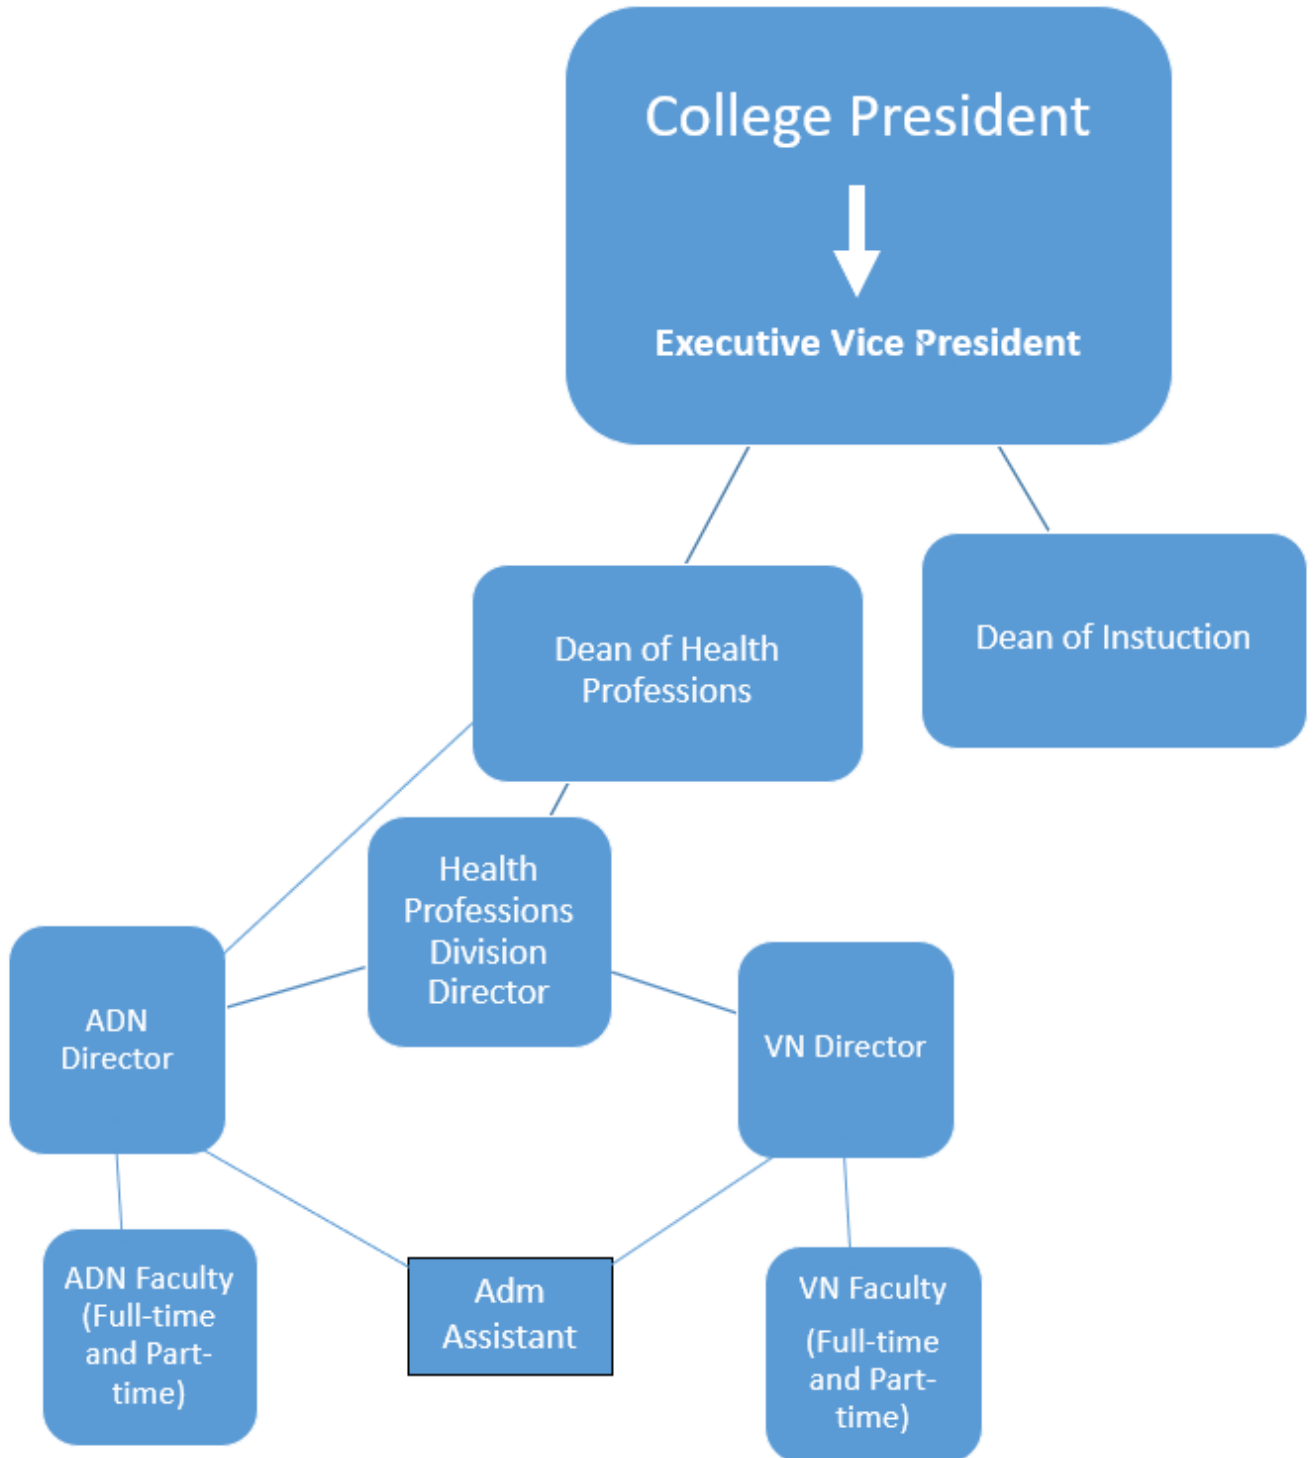 College President
Executive Vice President
Dean of Health
Professions
Dean of Instuction
Health
Professions
Division
Director
ADN
Director
VN Director
ADN Faculty
(Full-time
and Part-
time)
Adm
Assistant
VN Faculty
(Full-time
and Part-
time)